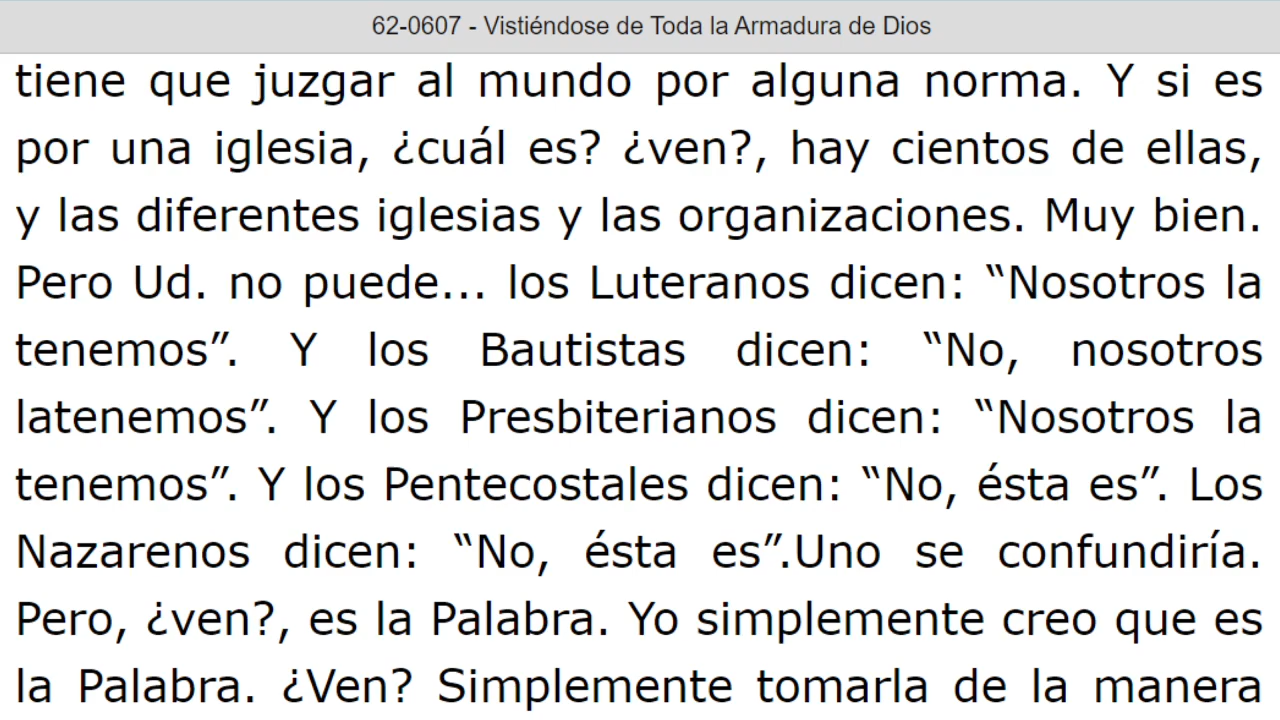 62-0607 - Vistiéndose de Toda la Armadura de Dios
tiene que juzgar al mundo por alguna norma. Y si es
por una iglesia, ¿cuál es? ¿ven?, hay cientos de ellas,
y las diferentes iglesias y las organizaciones. Muy bien.
Pero Ud. no puede... los Luteranos dicen: “Nosotros la
tenemos”. Y los Bautistas dicen: “No, nosotros
latenemos”. Y los Presbiterianos dicen: “Nosotros la
tenemos”. Y los Pentecostales dicen: “No, ésta es”. Los
Nazarenos dicen: “No, ésta es”.Uno se confundiría.
Pero, ¿ven?, es la Palabra. Yo simplemente creo que es
la Palabra. ¿Ven? Simplemente tomarla de la manera